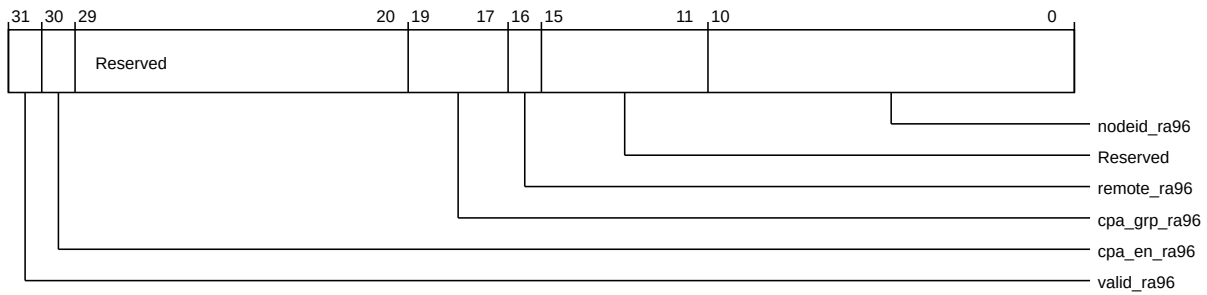 31 30 29 20 19 17 16 15 11 10 0
Reserved
nodeid_ra96
Reserved
remote_ra96
cpa_grp_ra96
cpa_en_ra96
valid_ra96